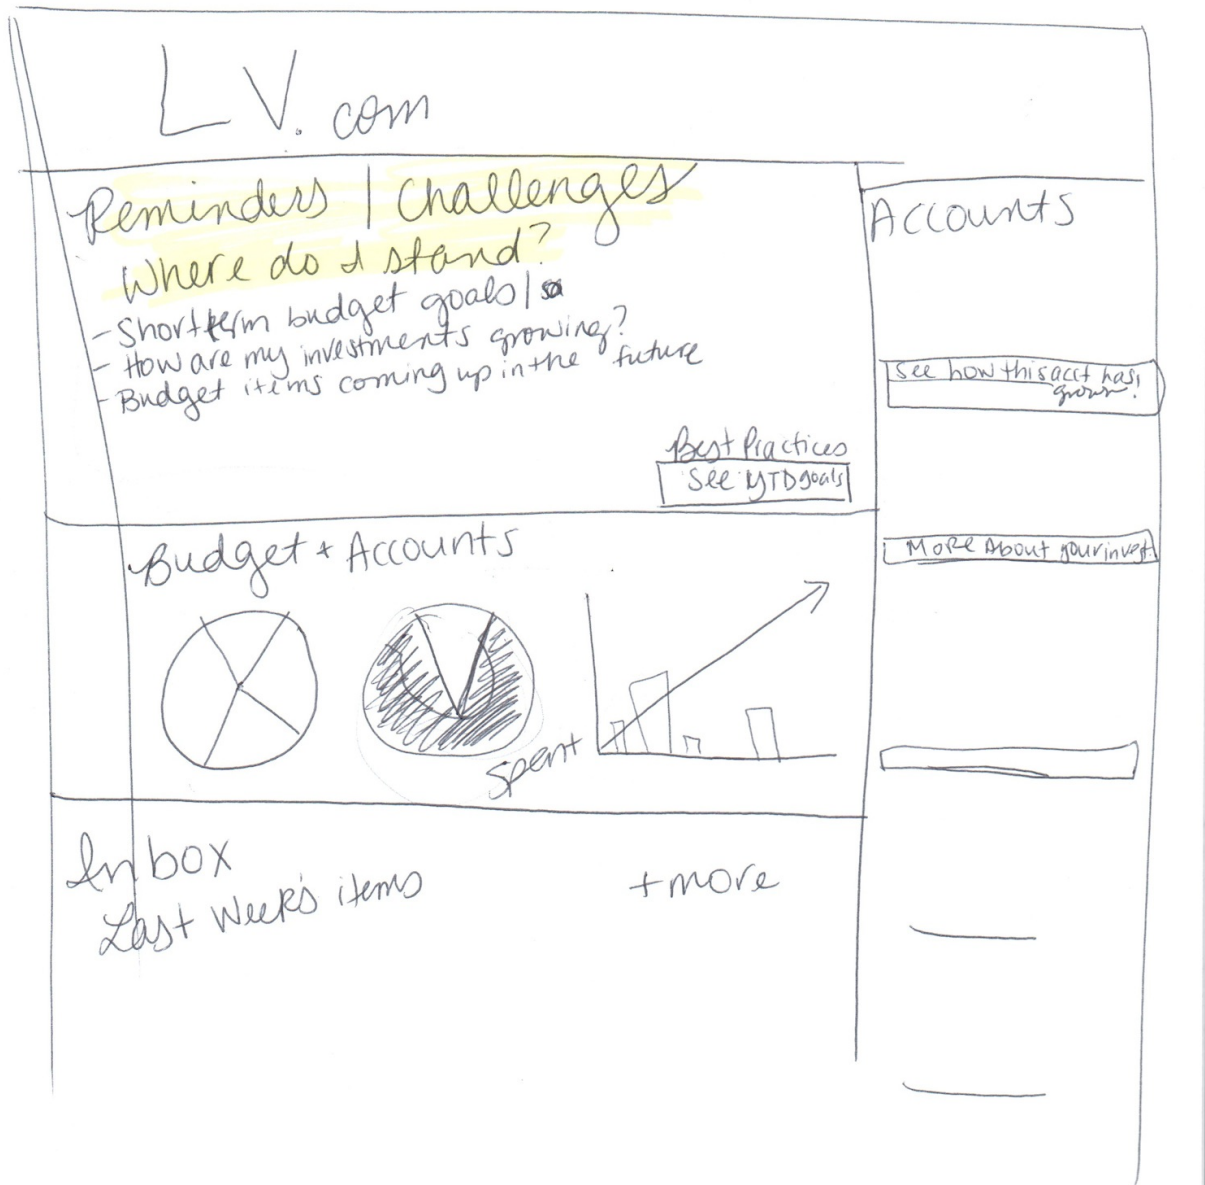 LV.com
Reminders | Challenges
Where do I stand?
- Short term budget goals |
- How are my investments growing?
- Budget items coming up in the future
Best Practices
See YTD goals
Budget + Accounts
Spent
Inbox
Last Week's items
+ more
Accounts
See how this acct has
grown.
More About your invest.